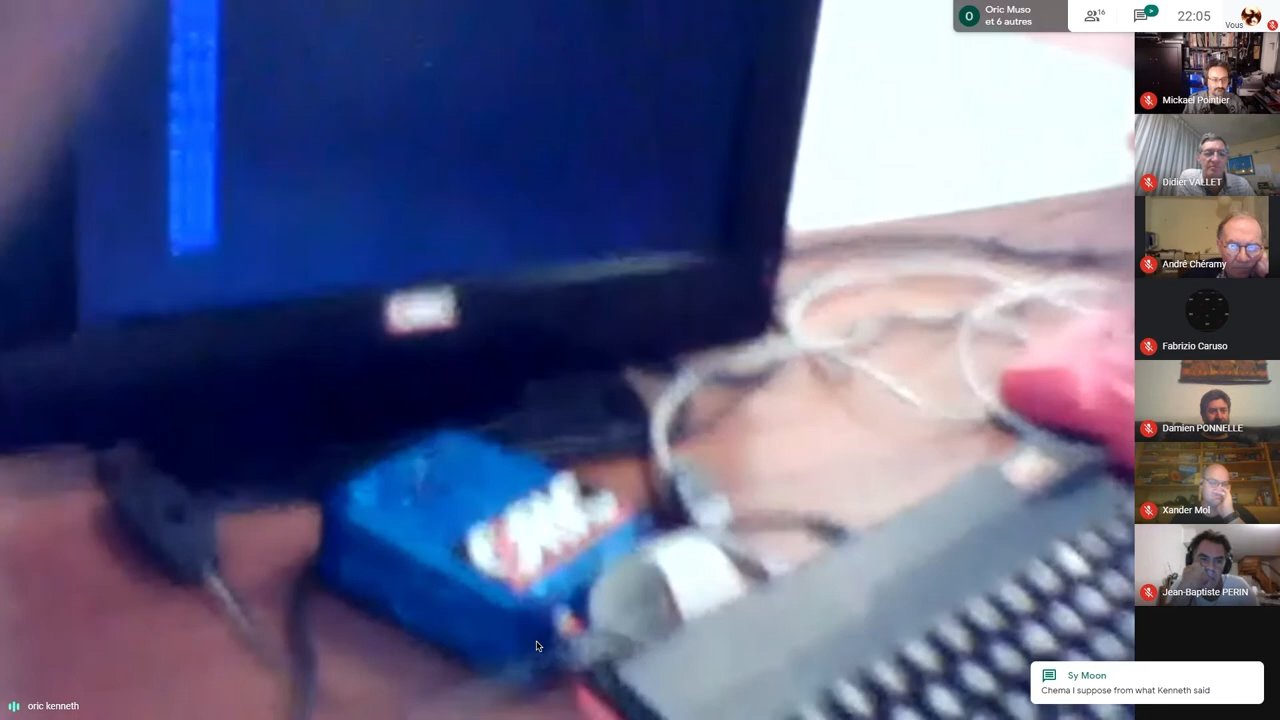 O
Oric Muso
et 6 autres
16
22:05
Vous
Mickael Pointier
Didier VALLET
André Chéramy
Fabrizio Caruso
Damien PONNELLE
Xander Mol
Jean-Baptiste PERIN
Sy Moon
Chema I suppose from what Kenneth said
oric kenneth